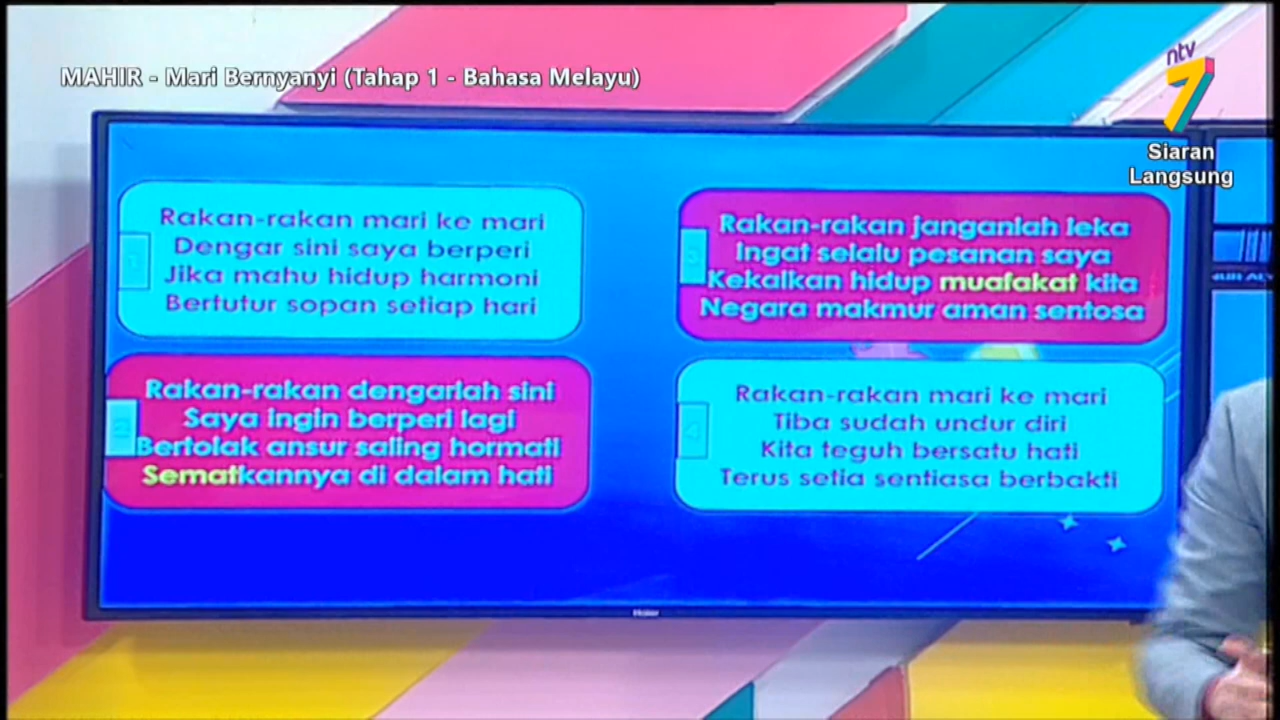 MAHIR - Mari Bernyanyi (Tahap 1 - Bahasa Melayu)
ntv
7
Siaran
Langsung
1
Rakan-rakan mari ke mari
Dengar sini saya berperi
Jika mahu hidup harmoni
Bertutur sopan setiap hari
2
Rakan-rakan dengarlah sini
Saya ingin berperi lagi
Bertolak ansur saling hormati
Sematkannya di dalam hati
3
Rakan-rakan janganlah leka
Ingat selalu pesanan saya
Kekalkan hidup muafakat kita
Negara makmur aman sentosa
4
Rakan-rakan mari ke mari
Tiba sudah undur diri
Kita teguh bersatu hati
Terus setia sentiasa berbakti
Haier